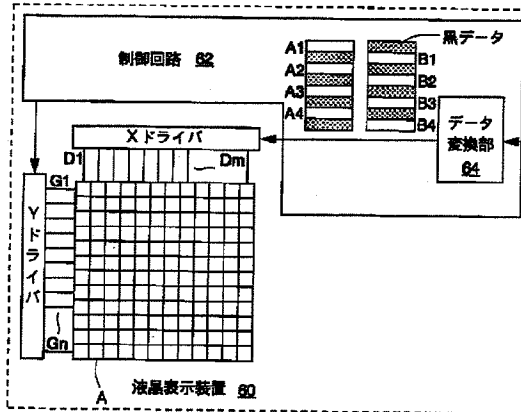 制御回路 62
黒データ
A1
A2
A3
A4
B1
B2
B3
B4
データ
変換部
64
Xドライバ
D1
Dm
G1
Gn
Yドライバ
A
液晶表示装置 60